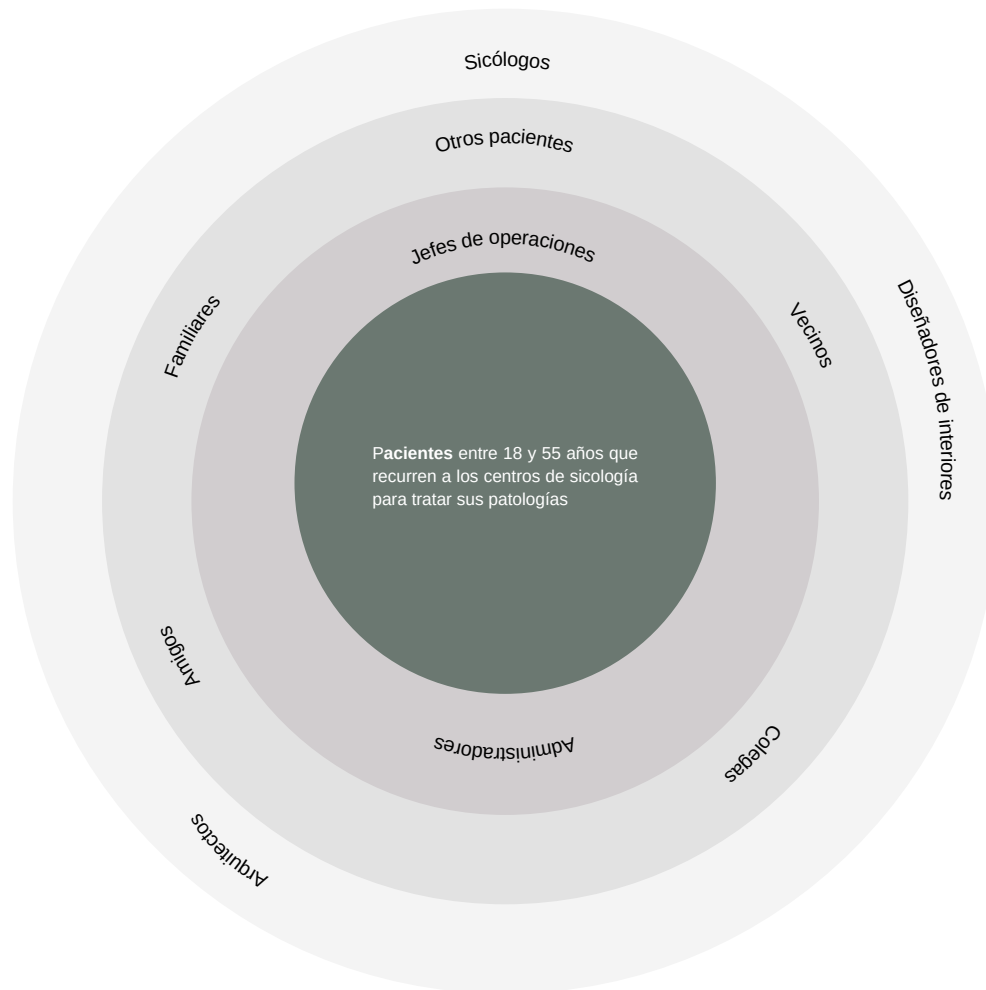 Sicólogos
Otros pacientes
Jefes de operaciones
Familiares
Vecinos
Diseñadores de interiores
Pacientes entre 18 y 55 años que
recurren a los centros de sicología
para tratar sus patologías
Amigos
Administradores
Colegas
Arquitectos